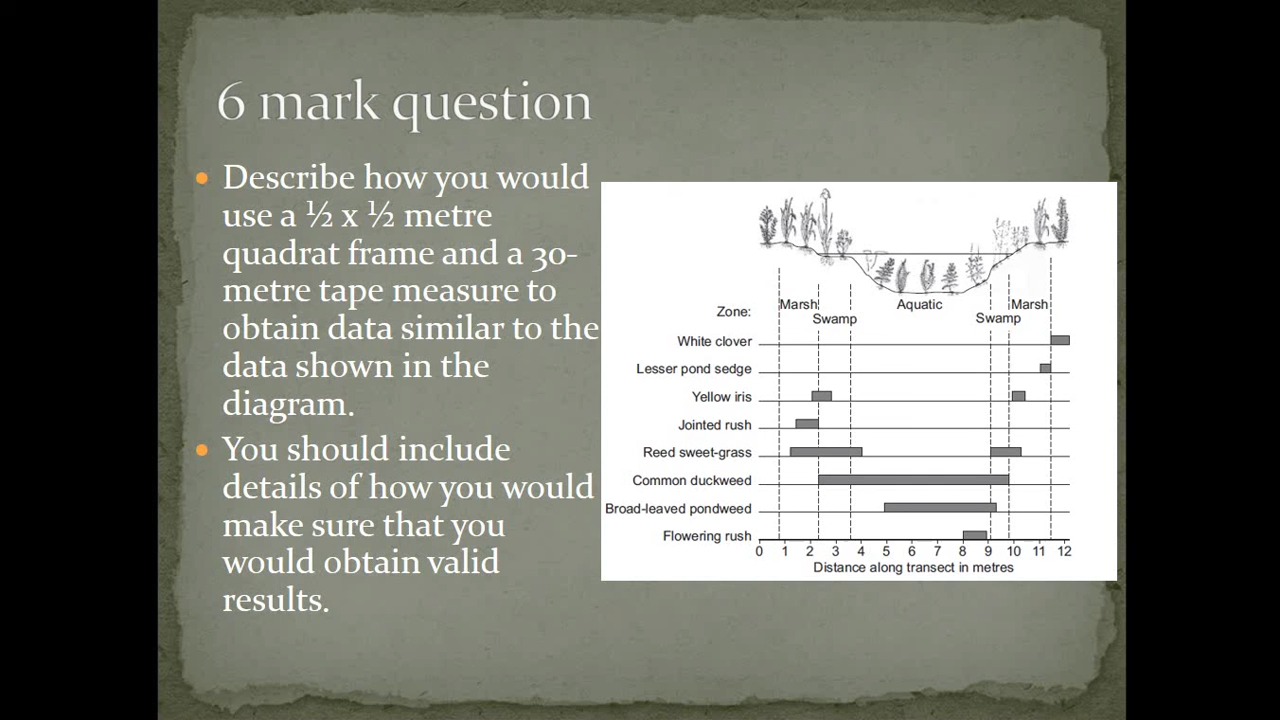 6 mark question
• Describe how you would
use a ½ x ½ metre
quadrat frame and a 30-
metre tape measure to
obtain data similar to the
data shown in the
diagram.
• You should include
details of how you would
make sure that you
would obtain valid
results.
Zone:
Marsh
Swamp
Aquatic
Swamp
Marsh
White clover
Lesser pond sedge
Yellow iris
Jointed rush
Reed sweet-grass
Common duckweed
Broad-leaved pondweed
Flowering rush
0 1 2 3 4 5 6 7 8 9 10 11 12
Distance along transect in metres